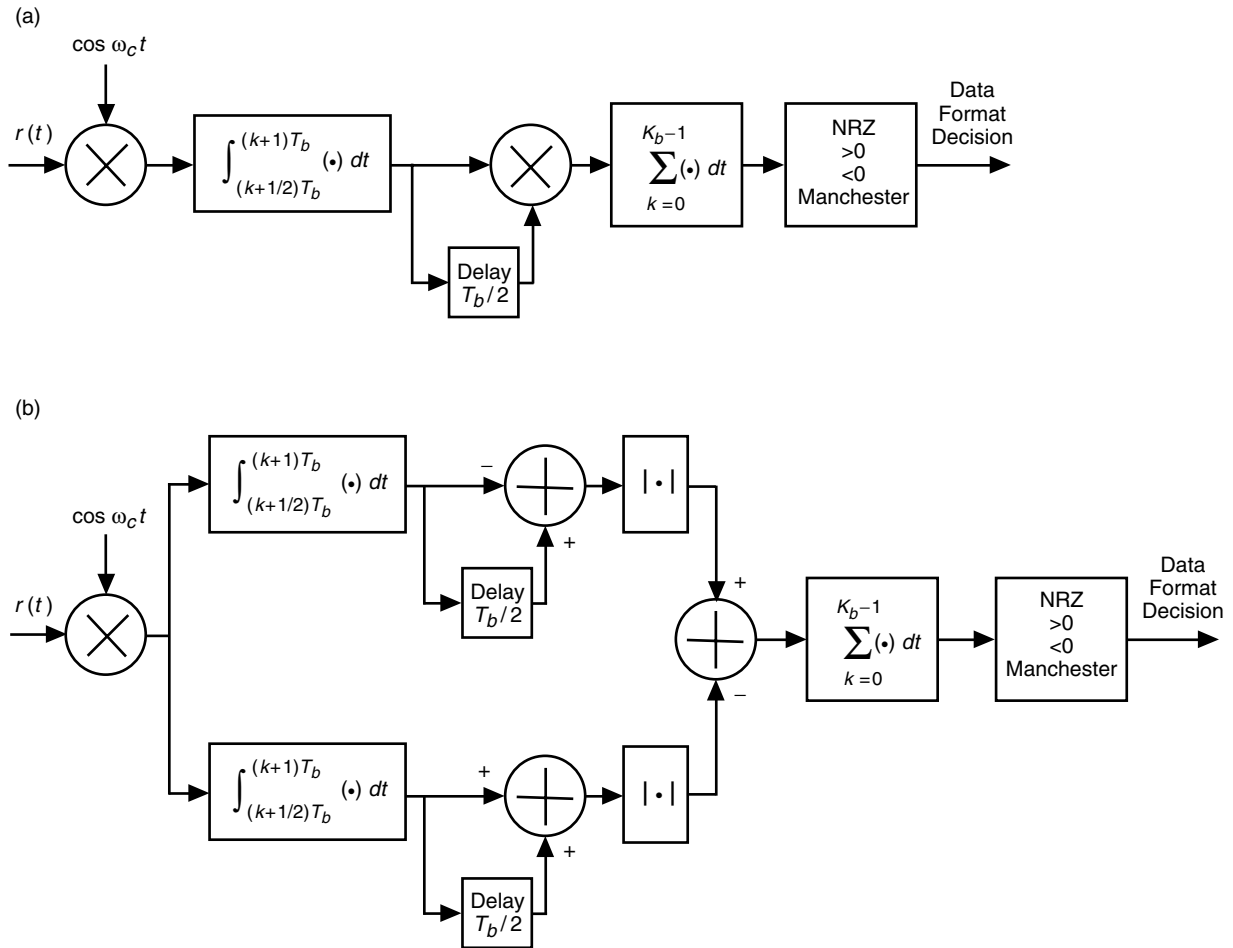 (a)
cos ω_c t
r(t)
∫_{(k+1/2)T_b}^{(k+1)T_b} (•) dt
Delay
T_b/2
K_b−1
∑(•) dt
k=0
NRZ
>0
<0
Manchester
Data
Format
Decision
(b)
cos ω_c t
r(t)
∫_{(k+1/2)T_b}^{(k+1)T_b} (•) dt
−
+
Delay
T_b/2
|•|
+
−
∫_{(k+1/2)T_b}^{(k+1)T_b} (•) dt
+
+
Delay
T_b/2
|•|
K_b−1
∑(•) dt
k=0
NRZ
>0
<0
Manchester
Data
Format
Decision